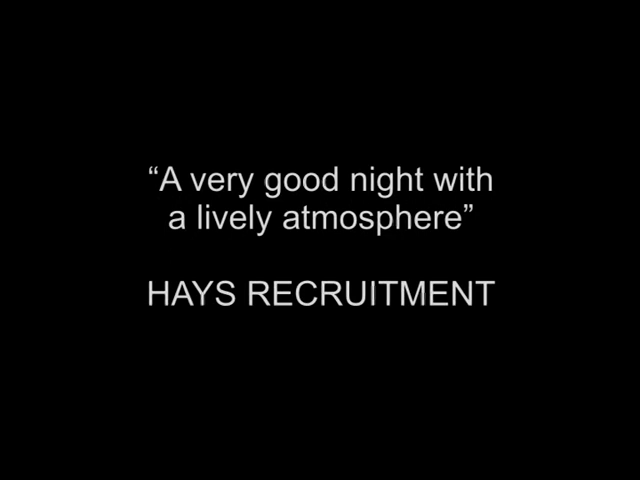 “A very good night with
a lively atmosphere”
HAYS RECRUITMENT